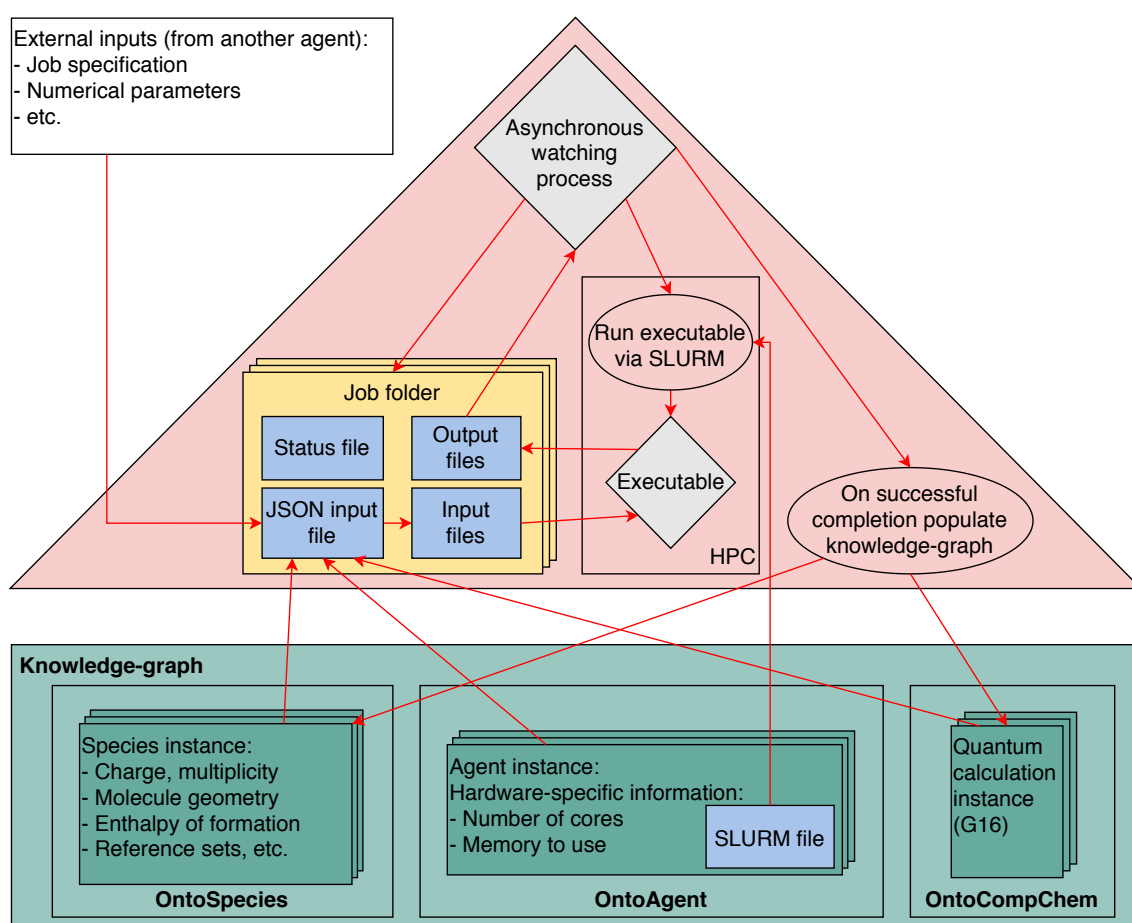 External inputs (from another agent):
- Job specification
- Numerical parameters
- etc.
Asynchronous
watching
process
Run executable
via SLURM
Job folder
Status file
Output
files
JSON input
file
Input
files
Executable
HPC
On successful
completion populate
knowledge-graph
Knowledge-graph
Species instance:
- Charge, multiplicity
- Molecule geometry
- Enthalpy of formation
- Reference sets, etc.
OntoSpecies
Agent instance:
Hardware-specific information:
- Number of cores
- Memory to use
SLURM file
OntoAgent
Quantum
calculation
instance
(G16)
OntoCompChem